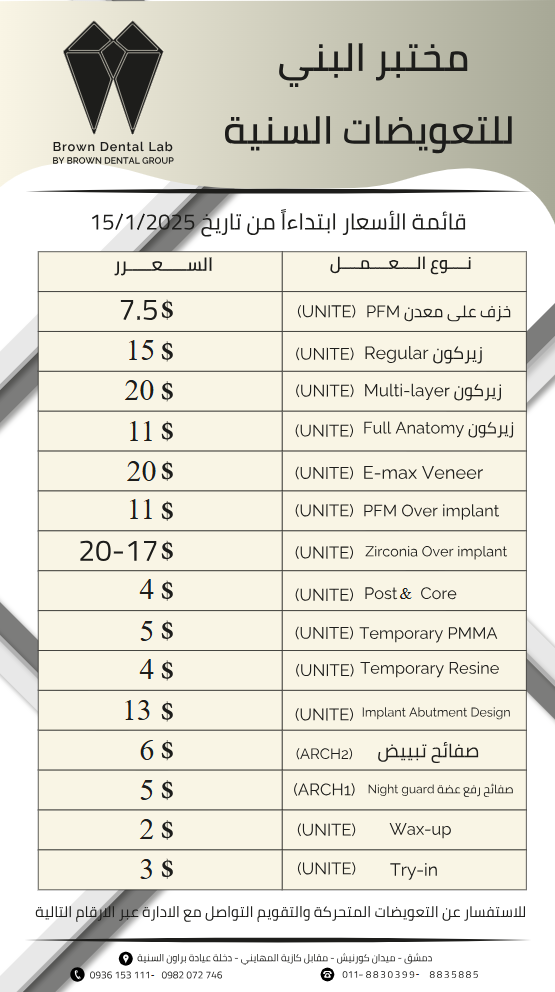 مختبر البني
للتعويضات السنية
Brown Dental Lab
BY BROWN DENTAL GROUP
قائمة الأسعار ابتداءاً من تاريخ 15/1/2025
نـــوع الـــعـــمـــل    الســـــعـــــرر
خزف على معدن PFM (UNITE) 7.5$
زيركون Regular (UNITE) 15 $
زيركون Multi-layer (UNITE) 20 $
زيركون Full Anatomy (UNITE) 11 $
E-max Veneer (UNITE) 20 $
PFM Over implant (UNITE) 11 $
Zirconia Over implant (UNITE) 20-17$
Post & Core (UNITE) 4 $
Temporary PMMA (UNITE) 5 $
Temporary Resine (UNITE) 4 $
Implant Abutment Design (UNITE) 13 $
صفائح تبييض (ARCH2) 6 $
صفائح رفع عضة Night guard (ARCH1) 5 $
Wax-up (UNITE) 2 $
Try-in (UNITE) 3 $
للاستفسار عن التعويضات المتحركة والتقويم التواصل مع الادارة عبر الارقام التالية
دمشق - ميدان كورنيش - مقابل كازية المهايني - دخلة عيادة براون السنية
0936 153 111- 0982 072 746    011-8830399- 8835885